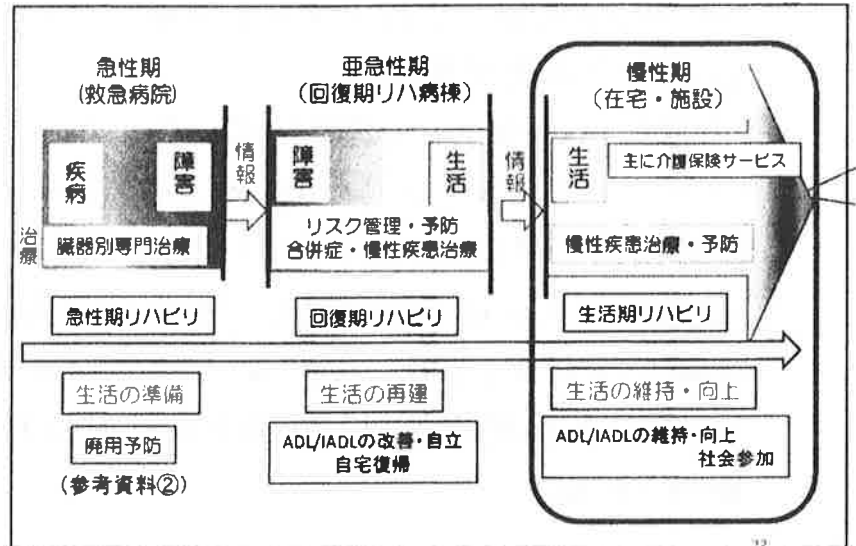 急性期
(救急病院)
亜急性期
(回復期リハ病棟)
慢性期
(在宅・施設)
疾病
障害
情報
障害
生活
情報
生活
主に介護保険サービス
治療
臓器別専門治療
リスク管理・予防
合併症・慢性疾患治療
慢性疾患治療・予防
急性期リハビリ
回復期リハビリ
生活期リハビリ
生活の準備
生活の再建
生活の維持・向上
廃用予防
ADL/IADLの改善・自立
自宅復帰
ADL/IADLの維持・向上
社会参加
(参考資料②)